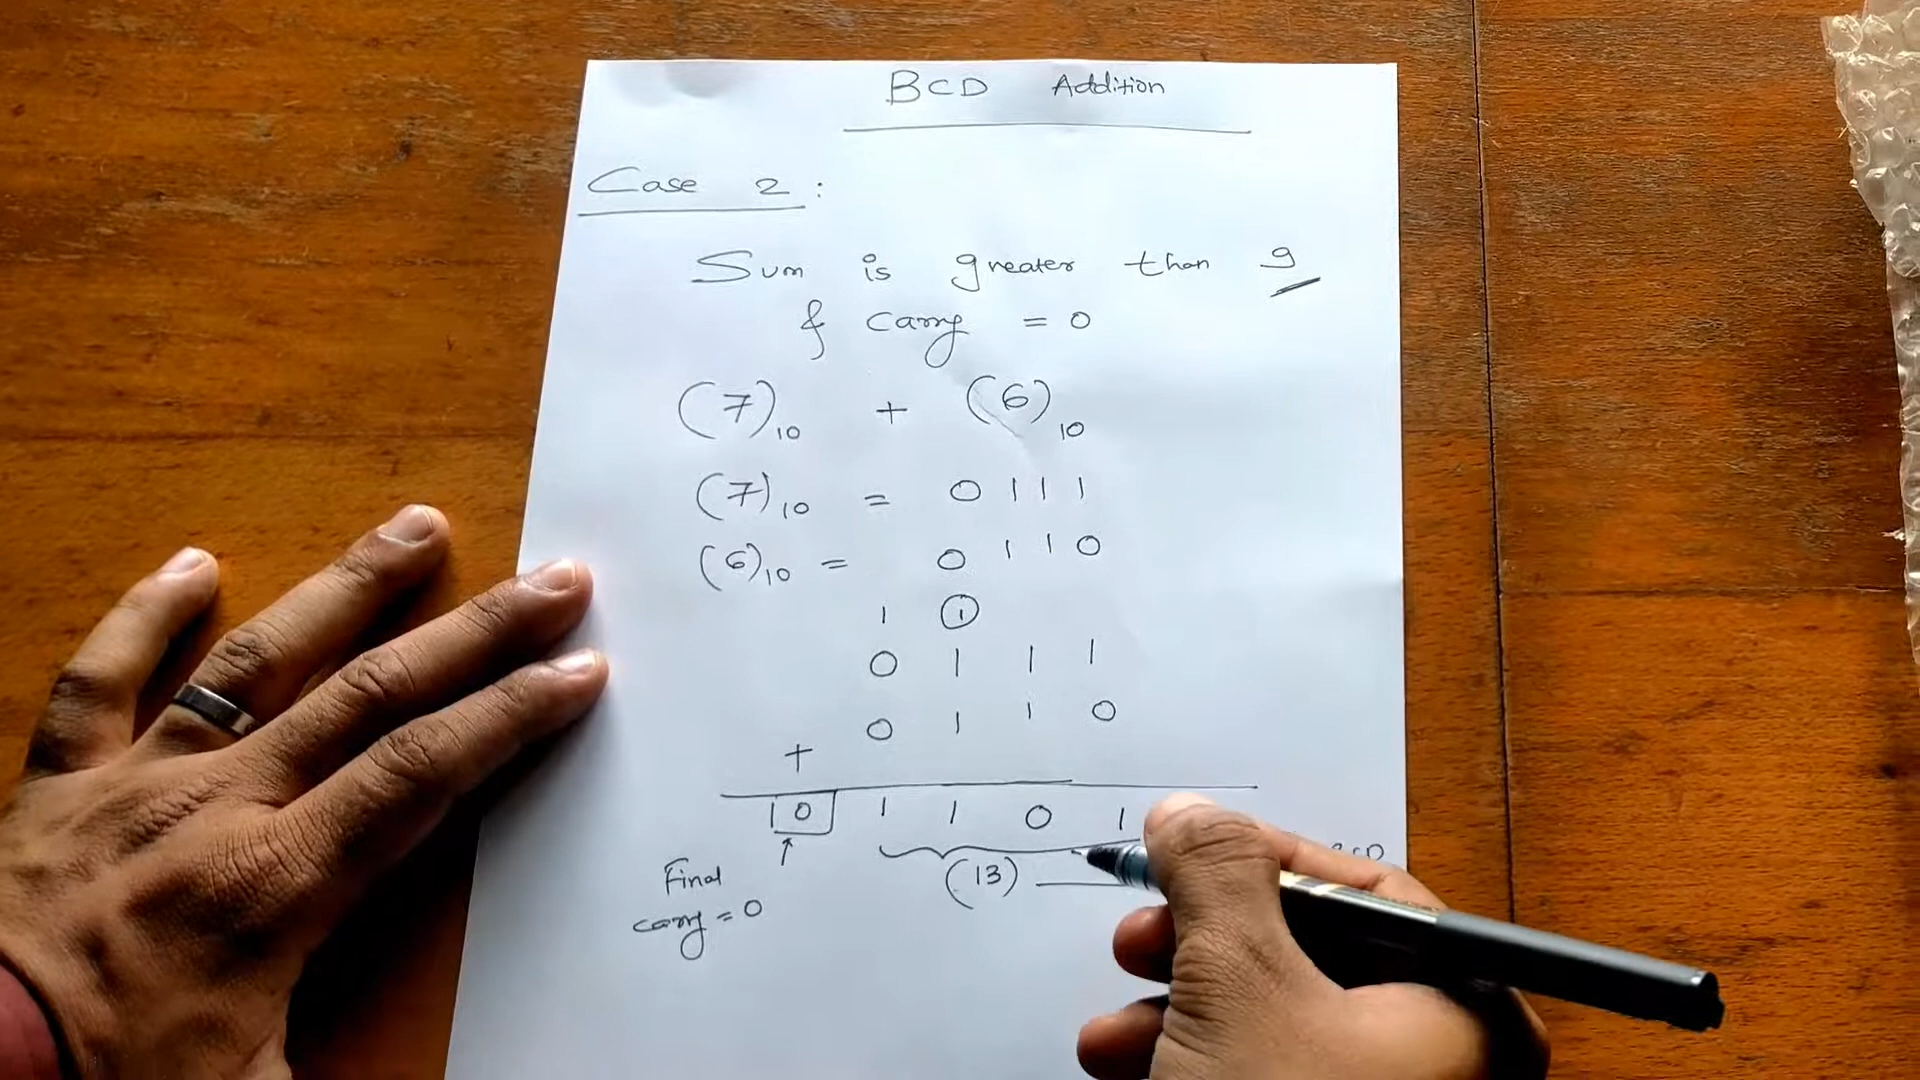 BCD Addition
Case 2 :
Sum is greater than 9
& carry = 0
(7)10 + (6)10
(7)10 = 0 1 1 1
(6)10 = 0 1 1 0
1 1
0 1 1 1
0 1 1 0
+
0 1 1 0 1
(13)
BCD
Final
carry = 0